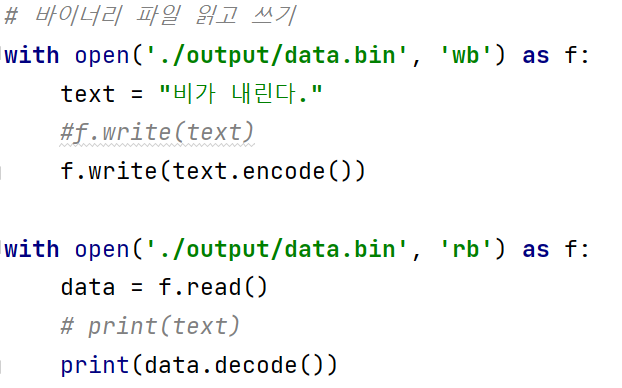 # 바이너리 파일 읽고 쓰기
with open('./output/data.bin', 'wb') as f:
    text = "비가 내린다."
    #f.write(text)
    f.write(text.encode())

with open('./output/data.bin', 'rb') as f:
    data = f.read()
    # print(text)
    print(data.decode())